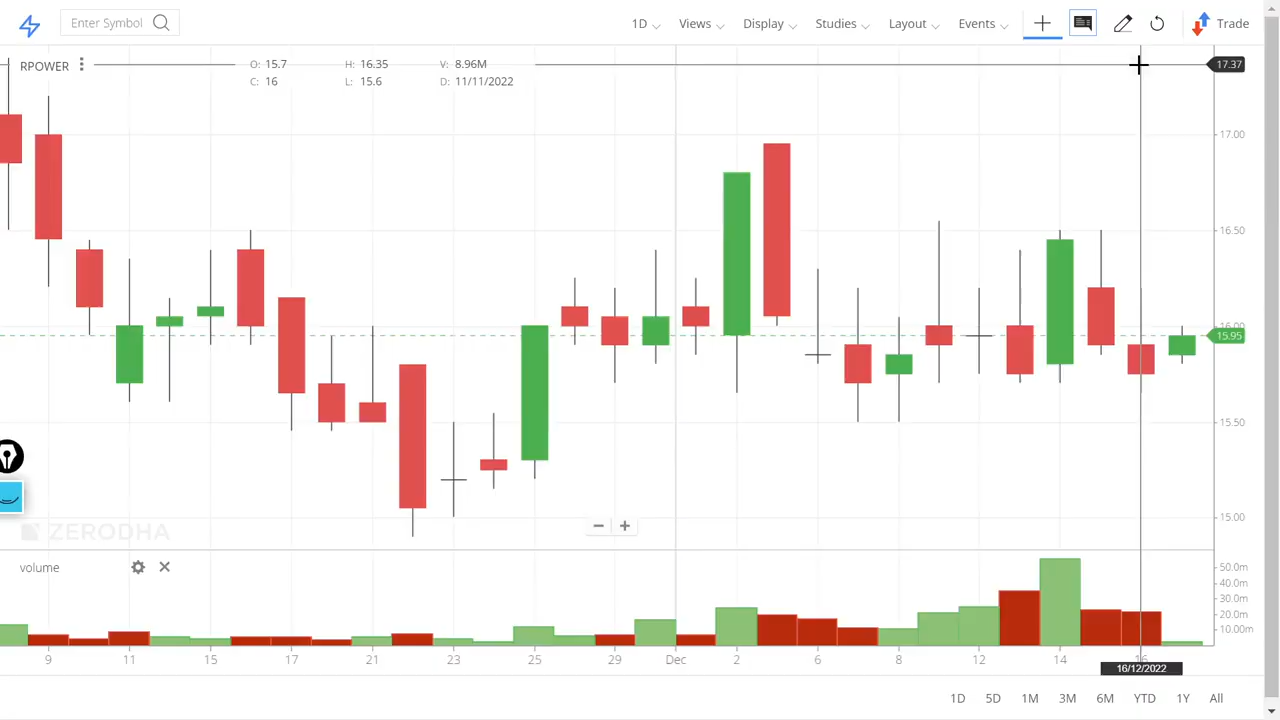 Enter Symbol 1D Views Display Studies Layout Events Trade
RPOWER O: 15.7 H: 16.35 V: 8.96M
C: 16 L: 15.6 D: 11/11/2022
17.37
17.00
16.50
16.00
15.95
15.50
15.00
ZERODHA
volume
50.0m
40.0m
30.0m
20.0m
10.00m
9 11 15 17 21 23 25 29 Dec 2 6 8 12 14 16
16/12/2022
1D 5D 1M 3M 6M YTD 1Y All